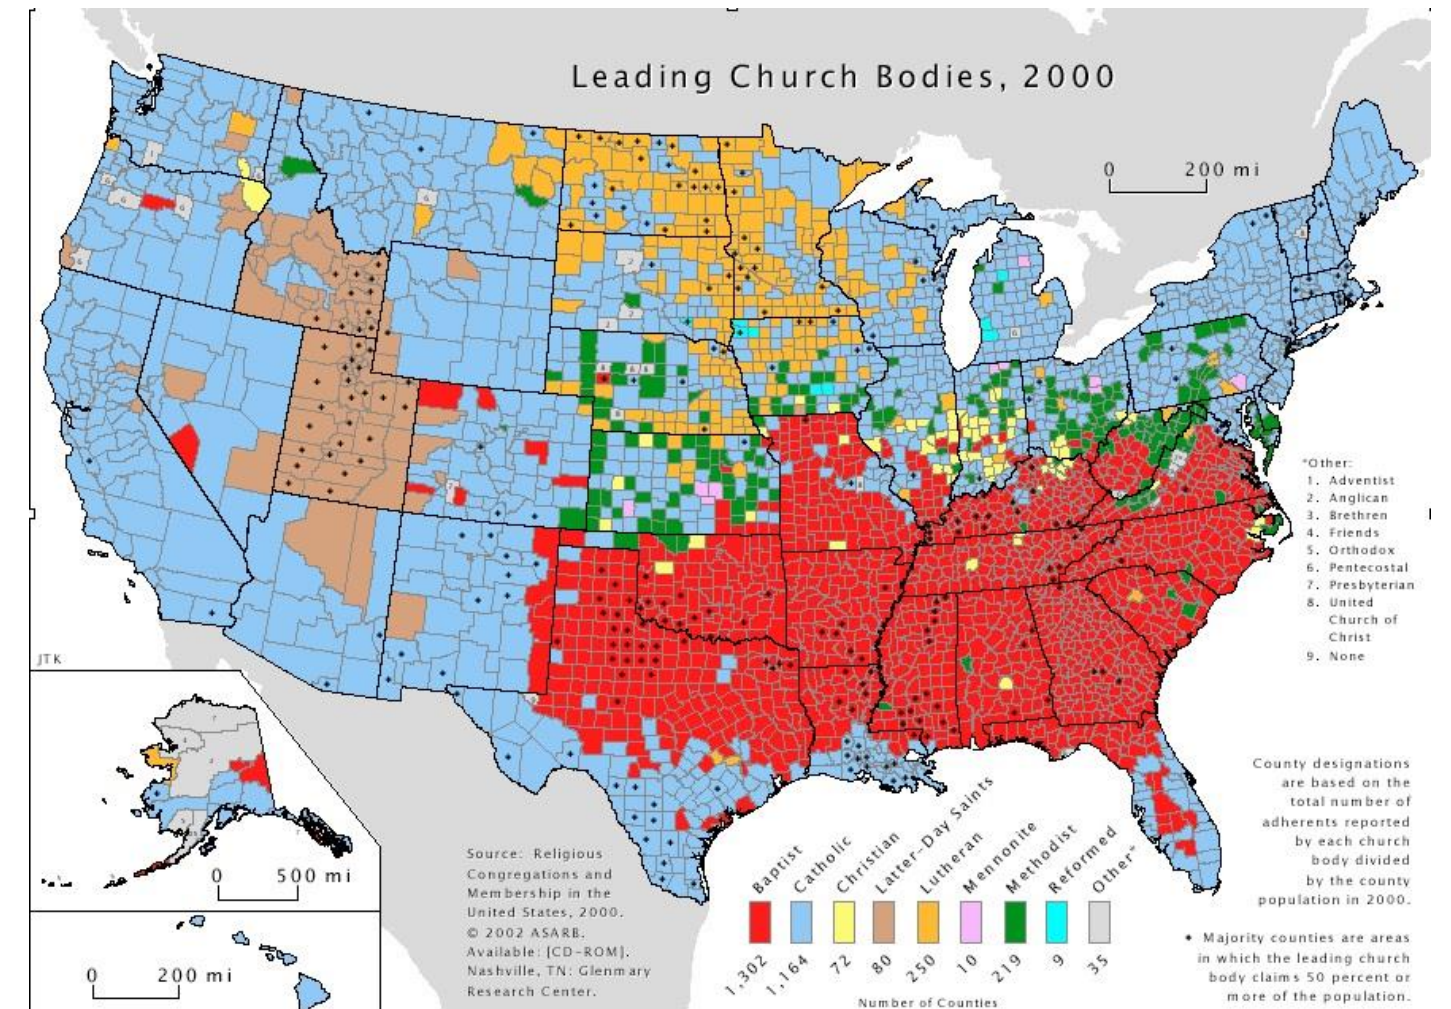 Leading Church Bodies, 2000
0 200 mi
*Other:
1. Adventist
2. Anglican
3. Brethren
4. Friends
5. Orthodox
6. Pentecostal
7. Presbyterian
8. United
Church of
Christ
9. None
JTK
County designations
are based on the
total number of
adherents reported
by each church
body divided
by the county
population in 2000.
Source: Religious
Congregations and
Membership in the
United States, 2000.
© 2002 ASARB.
Available: [CD-ROM].
Nashville, TN: Glenmary
Research Center.
0 500 mi
0 200 mi
Baptist
Catholic
Christian
Latter-Day Saints
Lutheran
Mennonite
Methodist
Reformed
Other*
1,302
1,164
72
80
250
10
219
9
35
Number of Counties
Majority counties are areas
in which the leading church
body claims 50 percent or
more of the population.